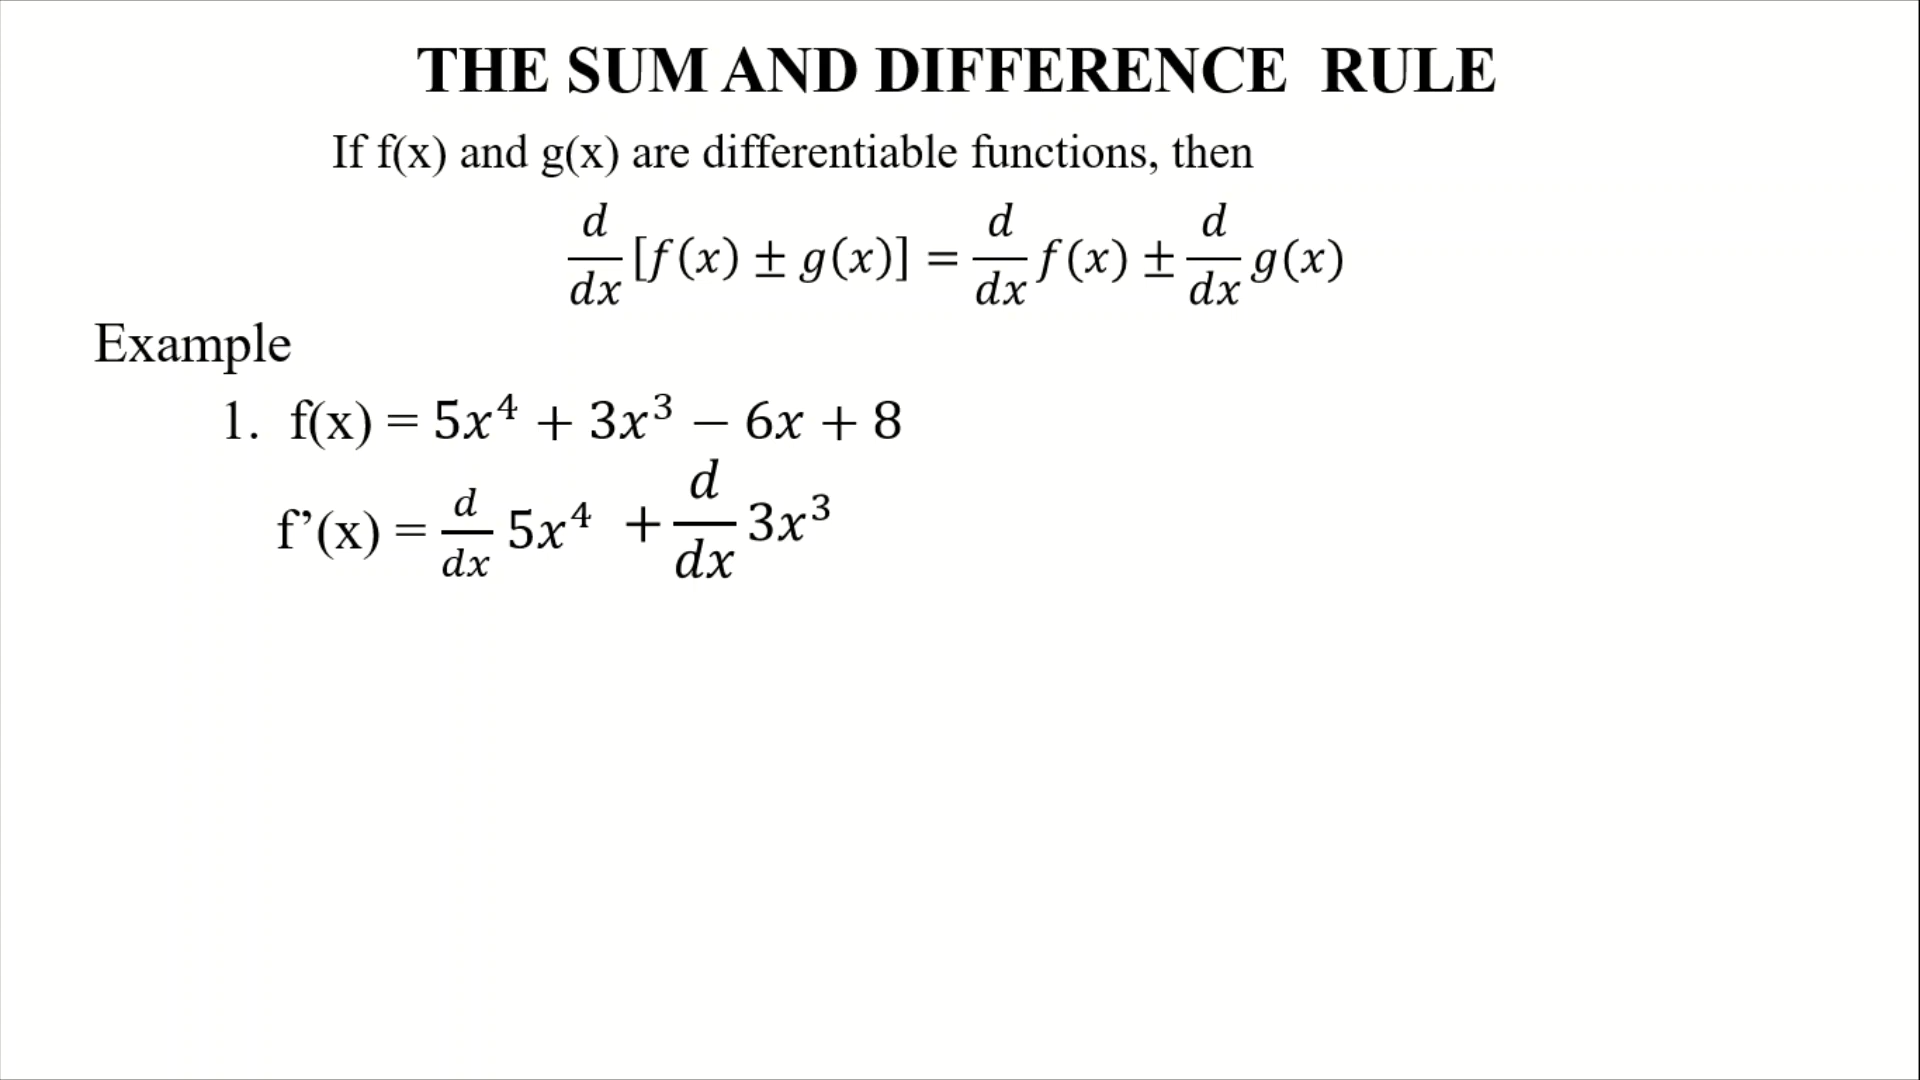 THE SUM AND DIFFERENCE RULE
If f(x) and g(x) are differentiable functions, then
d/dx [f(x) ± g(x)] = d/dx f(x) ± d/dx g(x)
Example
1. f(x) = 5x⁴ + 3x³ − 6x + 8
f’(x) = d/dx 5x⁴ + d/dx 3x³